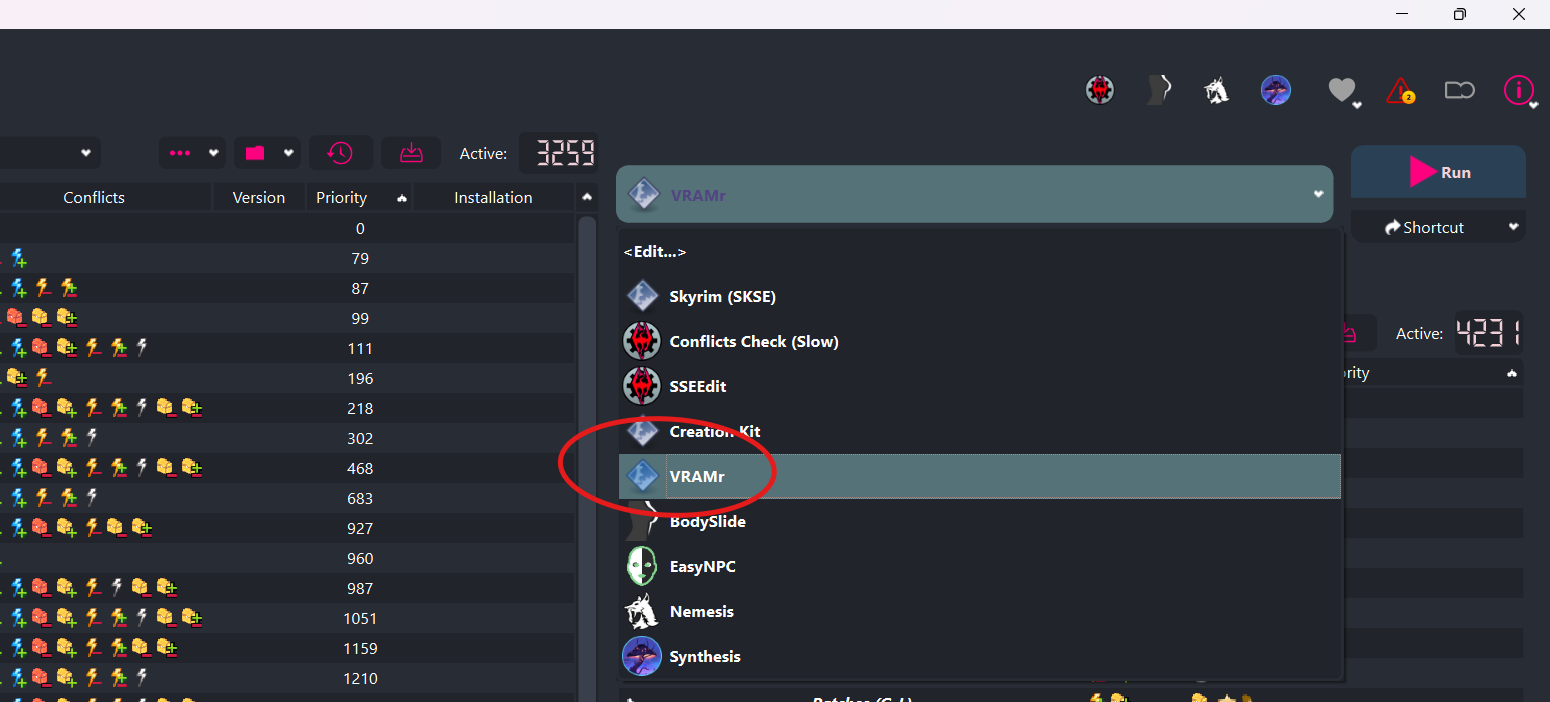 2
Active: 3259
Conflicts Version Priority Installation
VRAMr
Run
Shortcut
<Edit...>
Skyrim (SKSE)
Conflicts Check (Slow)
SSEEdit
Creation Kit
VRAMr
BodySlide
EasyNPC
Nemesis
Synthesis
Active: 4231
0
79
87
99
111
196
218
302
468
683
927
960
987
1051
1159
1210